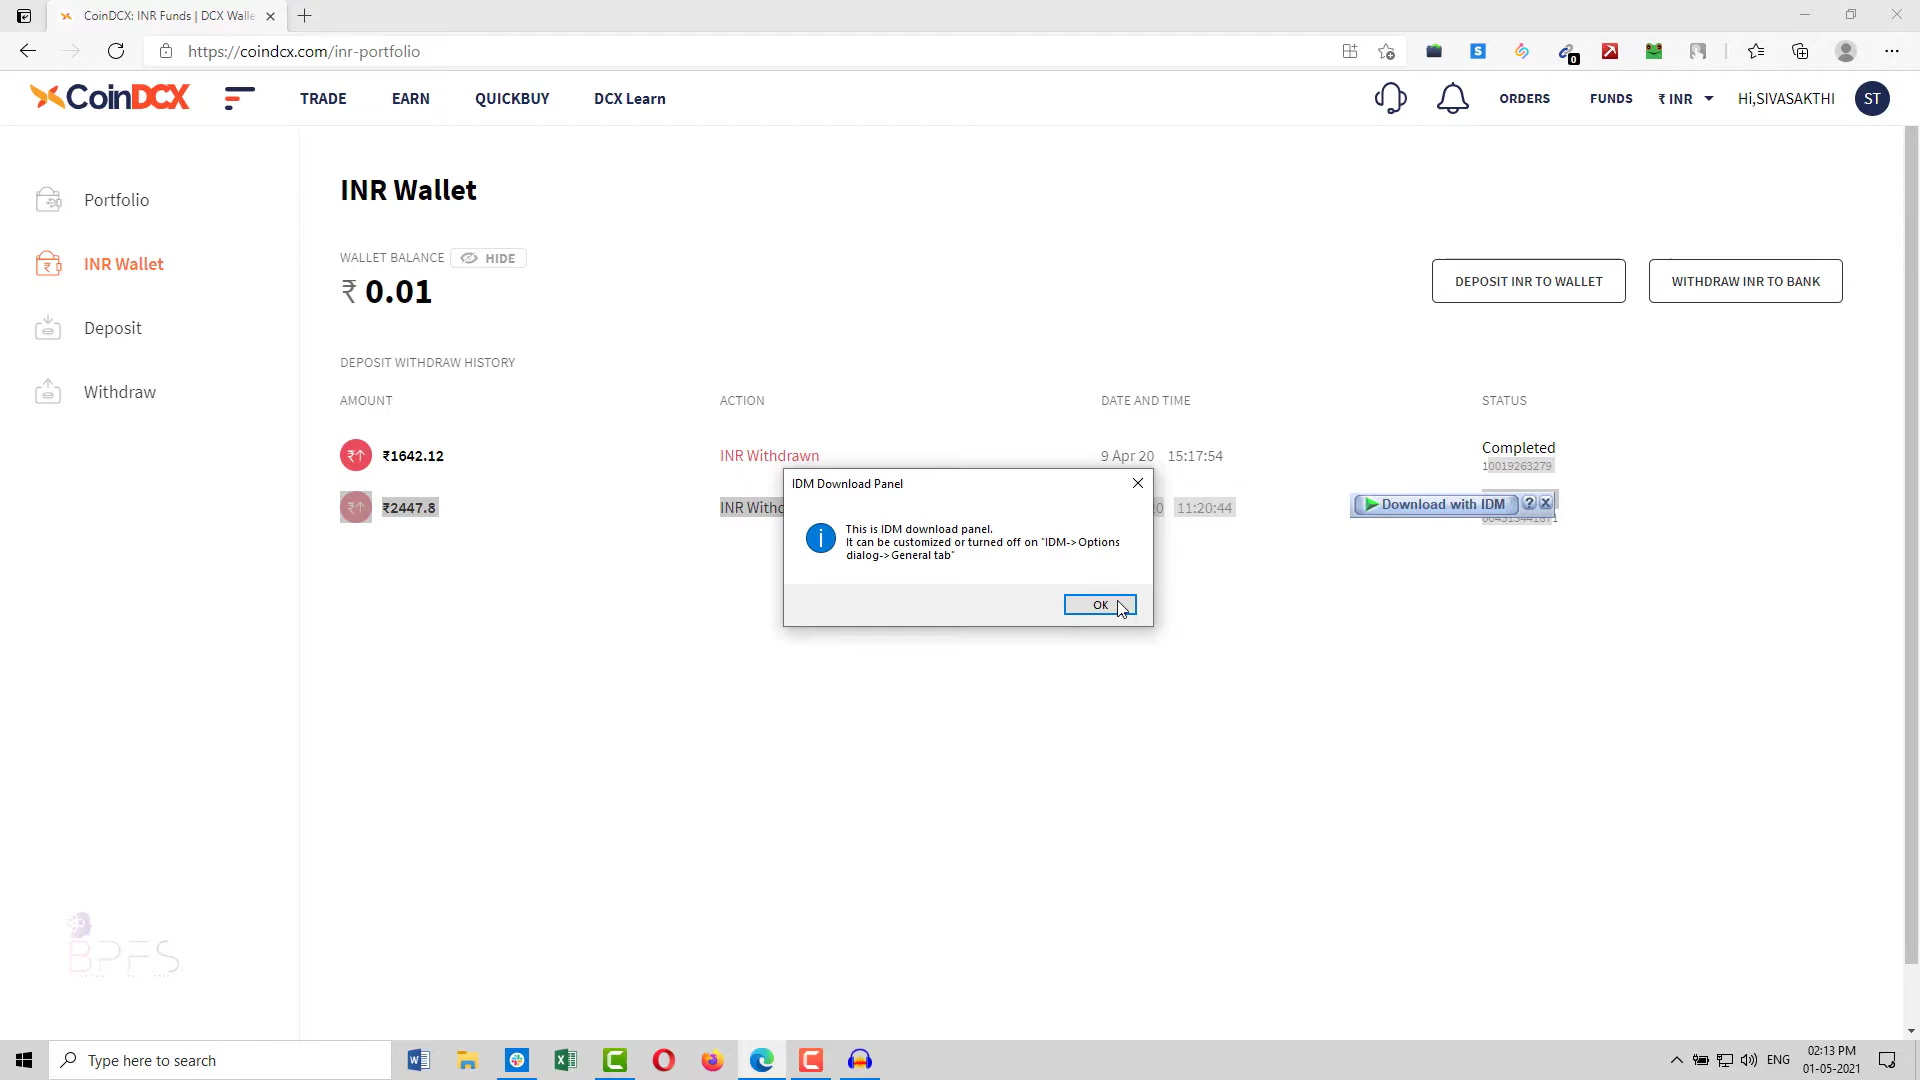 CoinDCX: INR Funds | DCX Walle
https://coindcx.com/inr-portfolio
0
CoinDCX
TRADE
EARN
QUICKBUY
DCX Learn
ORDERS
FUNDS
₹ INR
Hi,SIVASAKTHI
ST
Portfolio
INR Wallet
Deposit
Withdraw
INR Wallet
WALLET BALANCE
HIDE
₹ 0.01
DEPOSIT INR TO WALLET
WITHDRAW INR TO BANK
DEPOSIT WITHDRAW HISTORY
AMOUNT
ACTION
DATE AND TIME
STATUS
₹1642.12
INR Withdrawn
9 Apr 20 15:17:54
Completed
10019263279
₹2447.8
INR Withd
20 11:20:44
Download with IDM
IDM Download Panel
This is IDM download panel.
It can be customized or turned off on "IDM->Options
dialog->General tab"
OK
BPFS
Type here to search
ENG
02:13 PM
01-05-2021